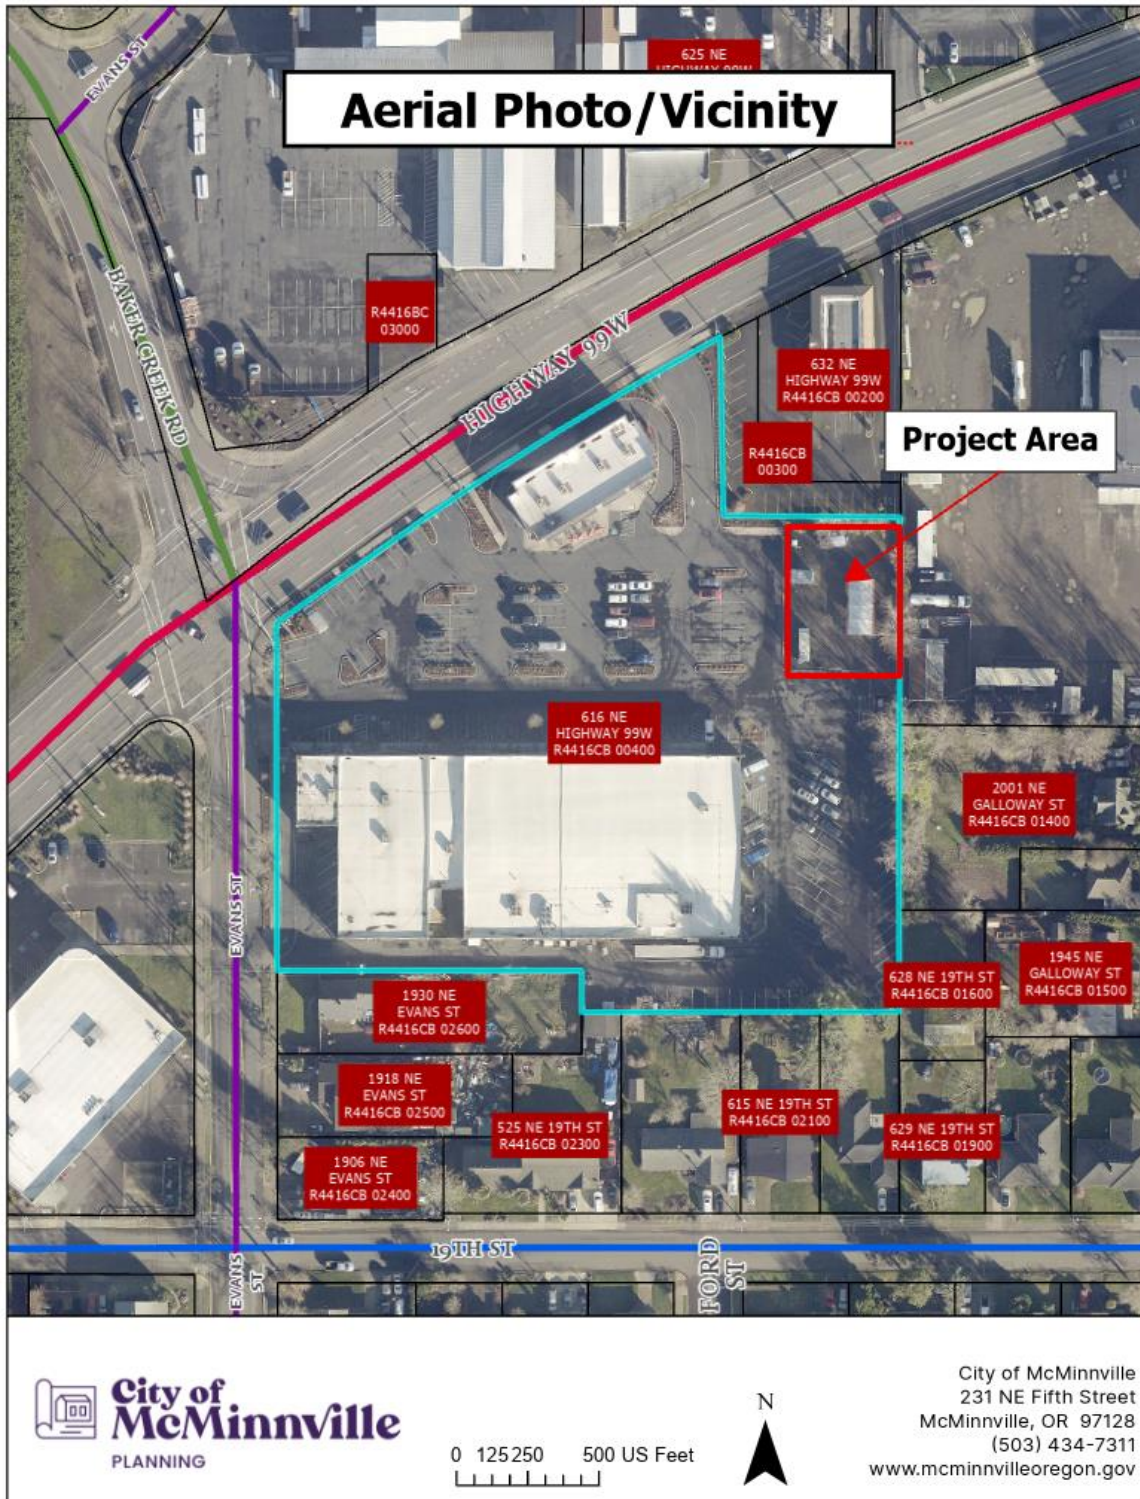 EVANS ST
625 NE
HIGHWAY 99W
Aerial Photo/Vicinity
BAKER CREEK RD
R4416BC
03000
HIGHWAY 99W
632 NE
HIGHWAY 99W
R4416CB 00200
Project Area
R4416CB
00300
616 NE
HIGHWAY 99W
R4416CB 00400
2001 NE
GALLOWAY ST
R4416CB 01400
EVANS ST
1945 NE
GALLOWAY ST
R4416CB 01500
628 NE 19TH ST
R4416CB 01600
1930 NE
EVANS ST
R4416CB 02600
1918 NE
EVANS ST
R4416CB 02500
525 NE 19TH ST
R4416CB 02300
615 NE 19TH ST
R4416CB 02100
629 NE 19TH ST
R4416CB 01900
1906 NE
EVANS ST
R4416CB 02400
19TH ST
EVANS
ST
FORD
ST
City of
McMinnville
PLANNING
0 125 250 500 US Feet
N
City of McMinnville
231 NE Fifth Street
McMinnville, OR 97128
(503) 434-7311
www.mcminnvilleoregon.gov